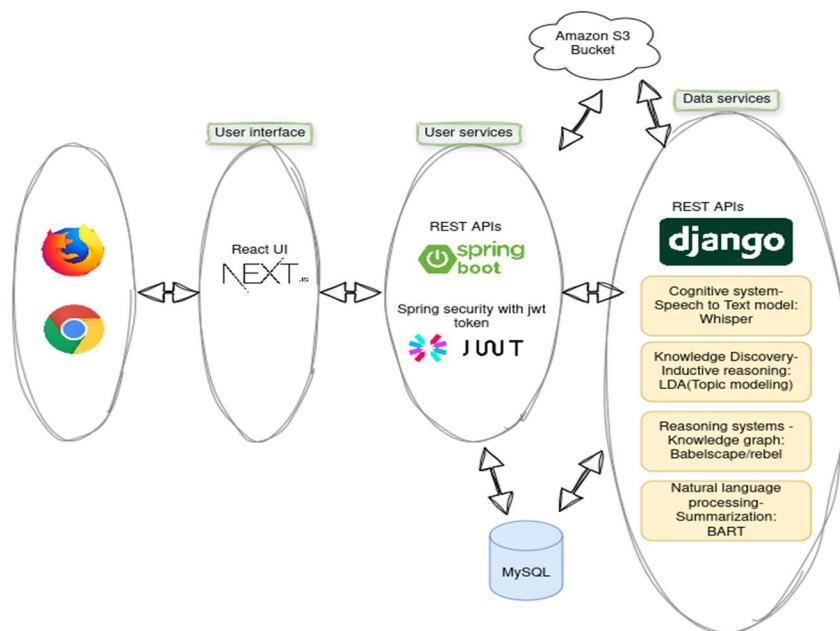 Amazon S3
Bucket
Data services
User interface
User services
REST APIs
django
REST APIs
spring
boot
React UI
NEXT
.JS
Cognitive system-
Speech to Text model:
Whisper
Spring security with jwt
token
JWT
Knowledge Discovery-
Inductive reasoning:
LDA(Topic modeling)
Reasoning systems -
Knowledge graph:
Babelscape/rebel
Natural language
processing-
Summarization:
BART
MySQL